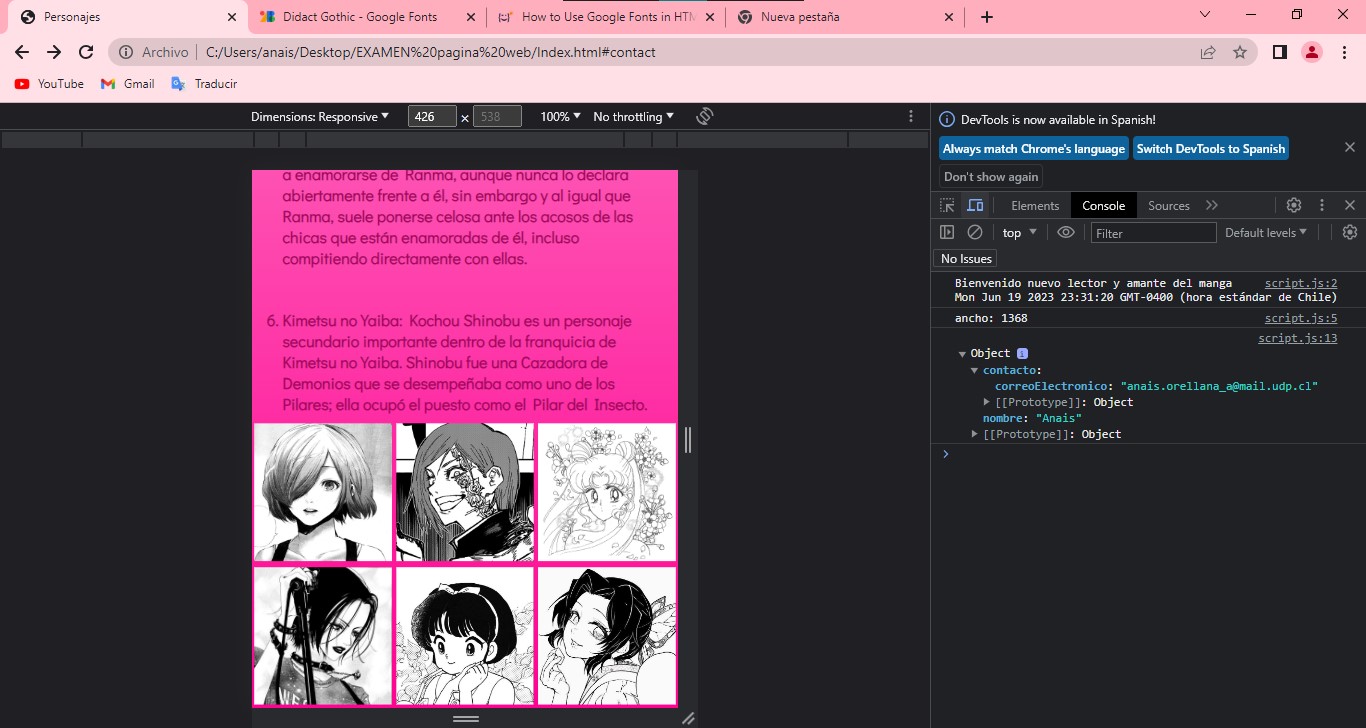 Personajes
Didact Gothic - Google Fonts
How to Use Google Fonts in HTM
Nueva pestaña
Archivo C:/Users/anais/Desktop/EXAMEN%20pagina%20web/Index.html#contact
YouTube Gmail Traducir
Dimensions: Responsive 426 × 538 100% No throttling
a enamorarse de Ranma, aunque nunca lo declara
abiertamente frente a él, sin embargo y al igual que
Ranma, suele ponerse celosa ante los acosos de las
chicas que están enamoradas de él, incluso
compitiendo directamente con ellas.
6. Kimetsu no Yaiba: Kochou Shinobu es un personaje
secundario importante dentro de la franquicia de
Kimetsu no Yaiba. Shinobu fue una Cazadora de
Demonios que se desempeñaba como uno de los
Pilares; ella ocupó el puesto como el Pilar del Insecto.
DevTools is now available in Spanish!
Always match Chrome's language Switch DevTools to Spanish
Don't show again
Elements Console Sources
top Filter Default levels
No Issues
Bienvenido nuevo lector y amante del manga script.js:2
Mon Jun 19 2023 23:31:20 GMT-0400 (hora estándar de Chile)
ancho: 1368 script.js:5
script.js:13
Object
contacto:
correoElectronico: "anais.orellana_a@mail.udp.cl"
[[Prototype]]: Object
nombre: "Anais"
[[Prototype]]: Object